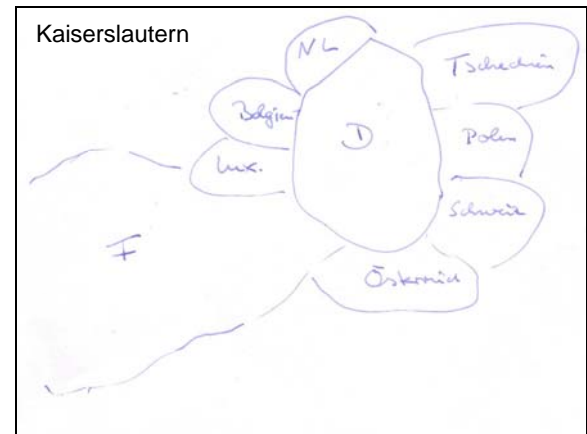 Kaiserslautern
NL
Tschechien
Belgien
D
Polen
Lux.
Schweiz
F
Österreich